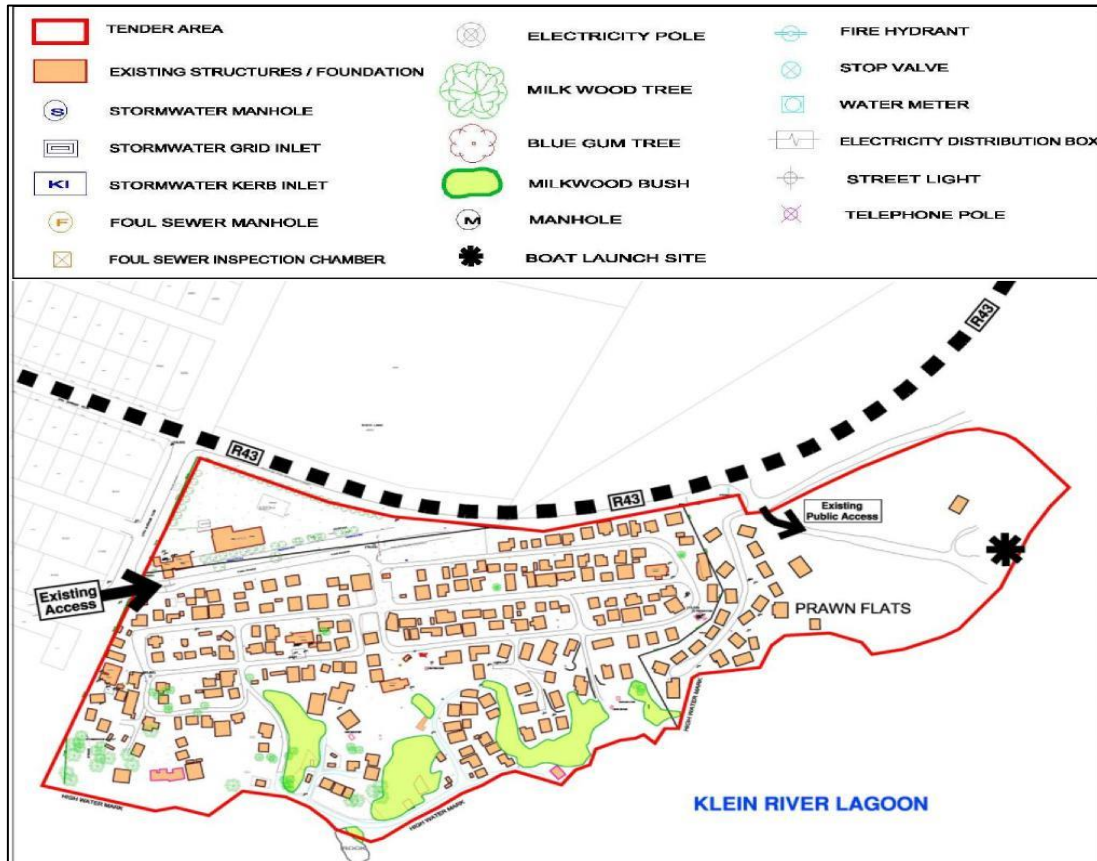 TENDER AREA
EXISTING STRUCTURES / FOUNDATION
S STORMWATER MANHOLE
STORMWATER GRID INLET
KI STORMWATER KERB INLET
F FOUL SEWER MANHOLE
FOUL SEWER INSPECTION CHAMBER
ELECTRICITY POLE
MILK WOOD TREE
BLUE GUM TREE
MILKWOOD BUSH
M MANHOLE
BOAT LAUNCH SITE
FIRE HYDRANT
STOP VALVE
WATER METER
ELECTRICITY DISTRIBUTION BOX
STREET LIGHT
TELEPHONE POLE
R43
R43
R43
Existing
Public Access
Existing
Access
PRAWN FLATS
HIGH WATER MARK
HIGH WATER MARK
HIGH WATER MARK
KLEIN RIVER LAGOON
ROCK